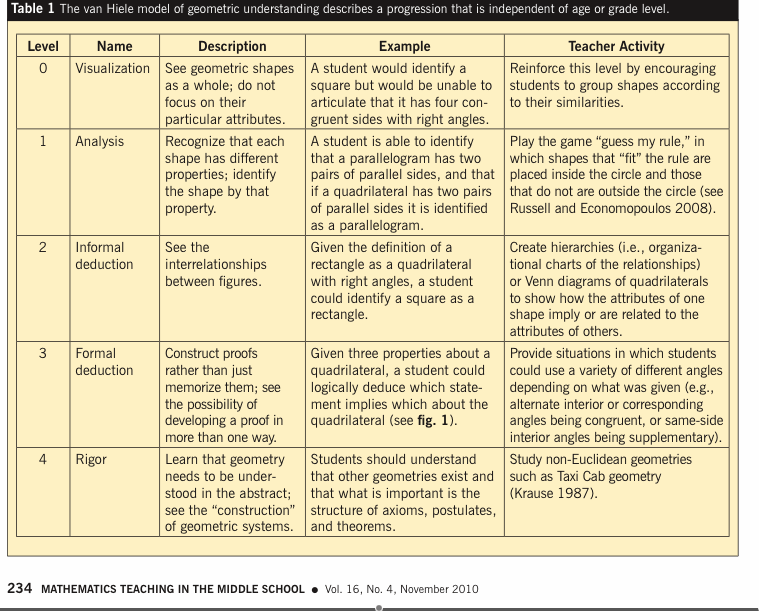 Table 1 The van Hiele model of geometric understanding describes a progression that is independent of age or grade level.
Level Name Description Example Teacher Activity
0 Visualization See geometric shapes A student would identify a Reinforce this level by encouraging
as a whole; do not square but would be unable to students to group shapes according
focus on their articulate that it has four con- to their similarities.
particular attributes. gruent sides with right angles.
1 Analysis Recognize that each A student is able to identify Play the game “guess my rule,” in
shape has different that a parallelogram has two which shapes that “fit” the rule are
properties; identify pairs of parallel sides, and that placed inside the circle and those
the shape by that if a quadrilateral has two pairs that do not are outside the circle (see
property. of parallel sides it is identified Russell and Economopoulos 2008).
as a parallelogram.
2 Informal See the Given the definition of a Create hierarchies (i.e., organiza-
deduction interrelationships rectangle as a quadrilateral tional charts of the relationships)
between figures. with right angles, a student or Venn diagrams of quadrilaterals
could identify a square as a to show how the attributes of one
rectangle. shape imply or are related to the
attributes of others.
3 Formal Construct proofs Given three properties about a Provide situations in which students
deduction rather than just quadrilateral, a student could could use a variety of different angles
memorize them; see logically deduce which state- depending on what was given (e.g.,
the possibility of ment implies which about the alternate interior or corresponding
developing a proof in quadrilateral (see fig. 1). angles being congruent, or same-side
more than one way. interior angles being supplementary).
4 Rigor Learn that geometry Students should understand Study non-Euclidean geometries
needs to be under- that other geometries exist and such as Taxi Cab geometry
stood in the abstract; that what is important is the (Krause 1987).
see the “construction” structure of axioms, postulates,
of geometric systems. and theorems.
234 MATHEMATICS TEACHING IN THE MIDDLE SCHOOL ● Vol. 16, No. 4, November 2010